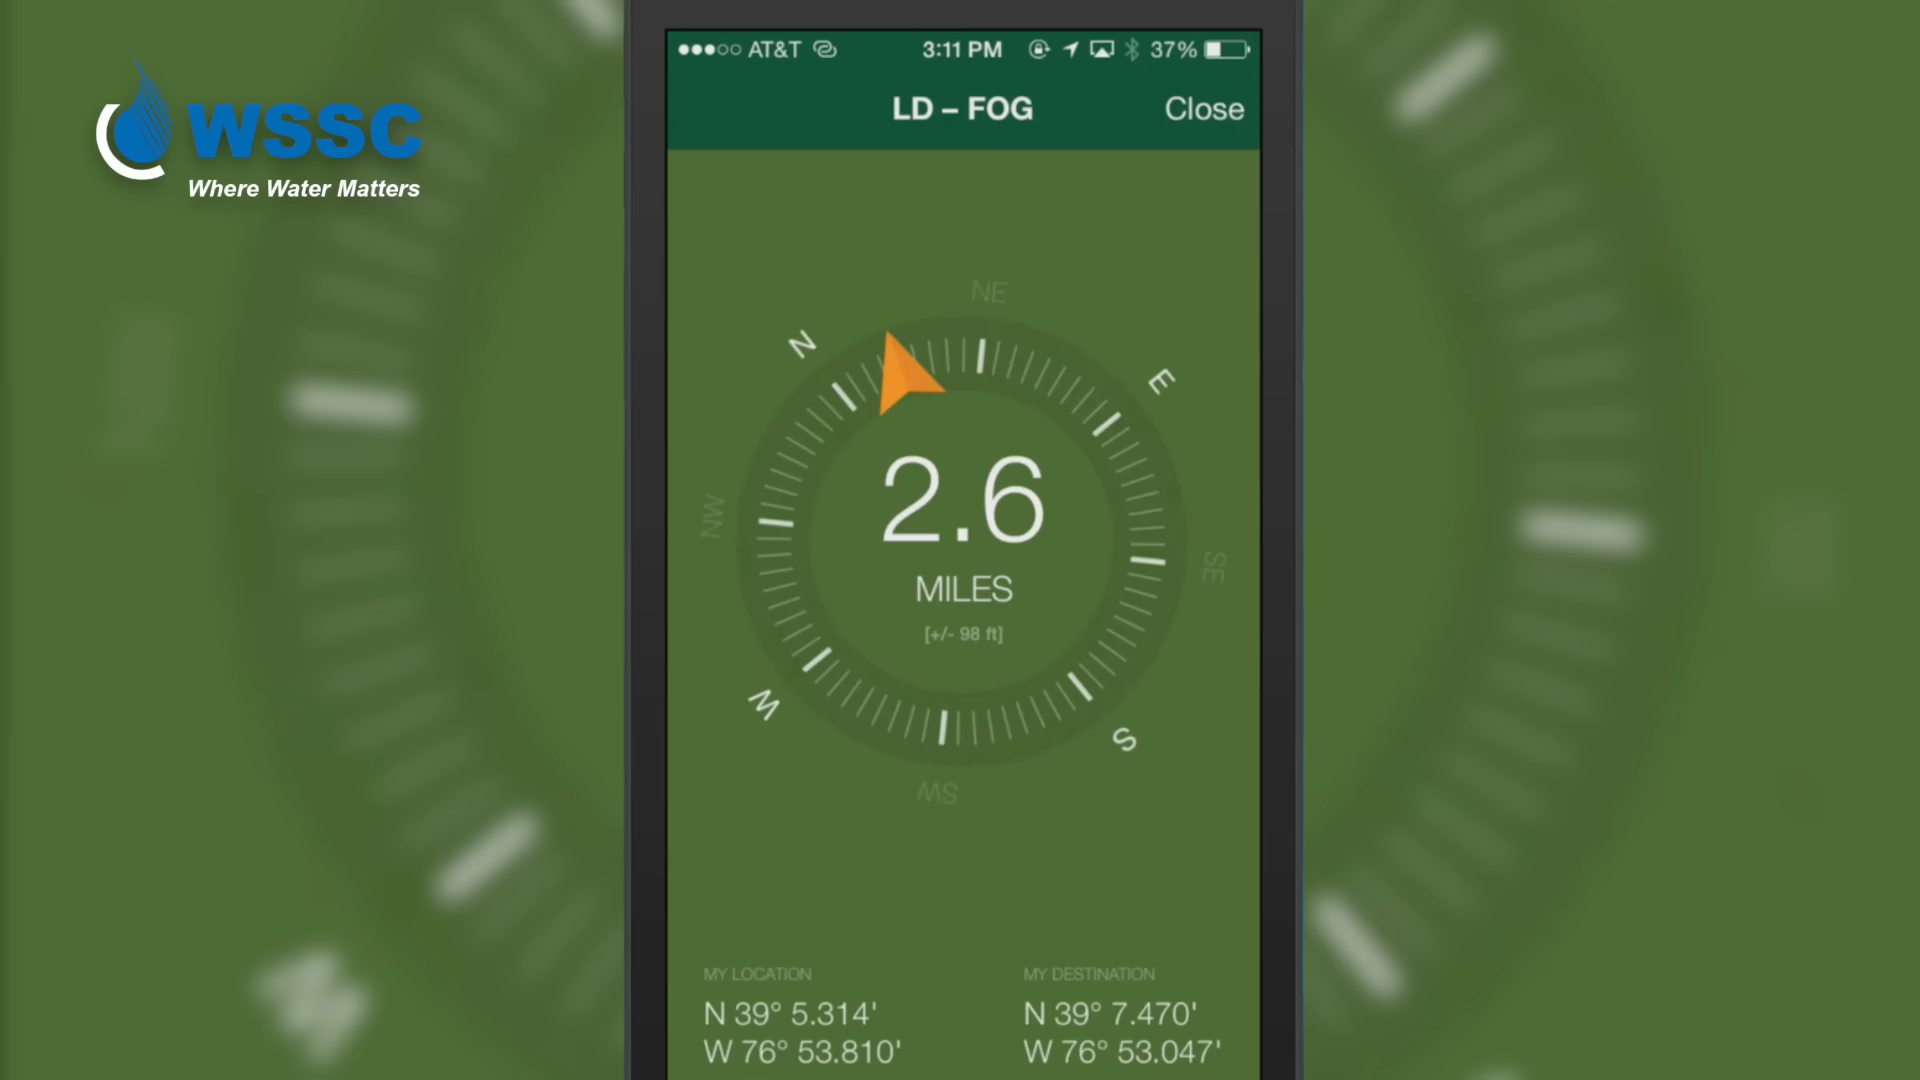 WSSC
Where Water Matters
AT&T 3:11 PM 37%
LD – FOG Close
NE
N
E
NW
2.6
MILES
[+/- 98 ft]
SE
W
S
SW
MY LOCATION MY DESTINATION
N 39° 5.314' N 39° 7.470'
W 76° 53.810' W 76° 53.047'
W